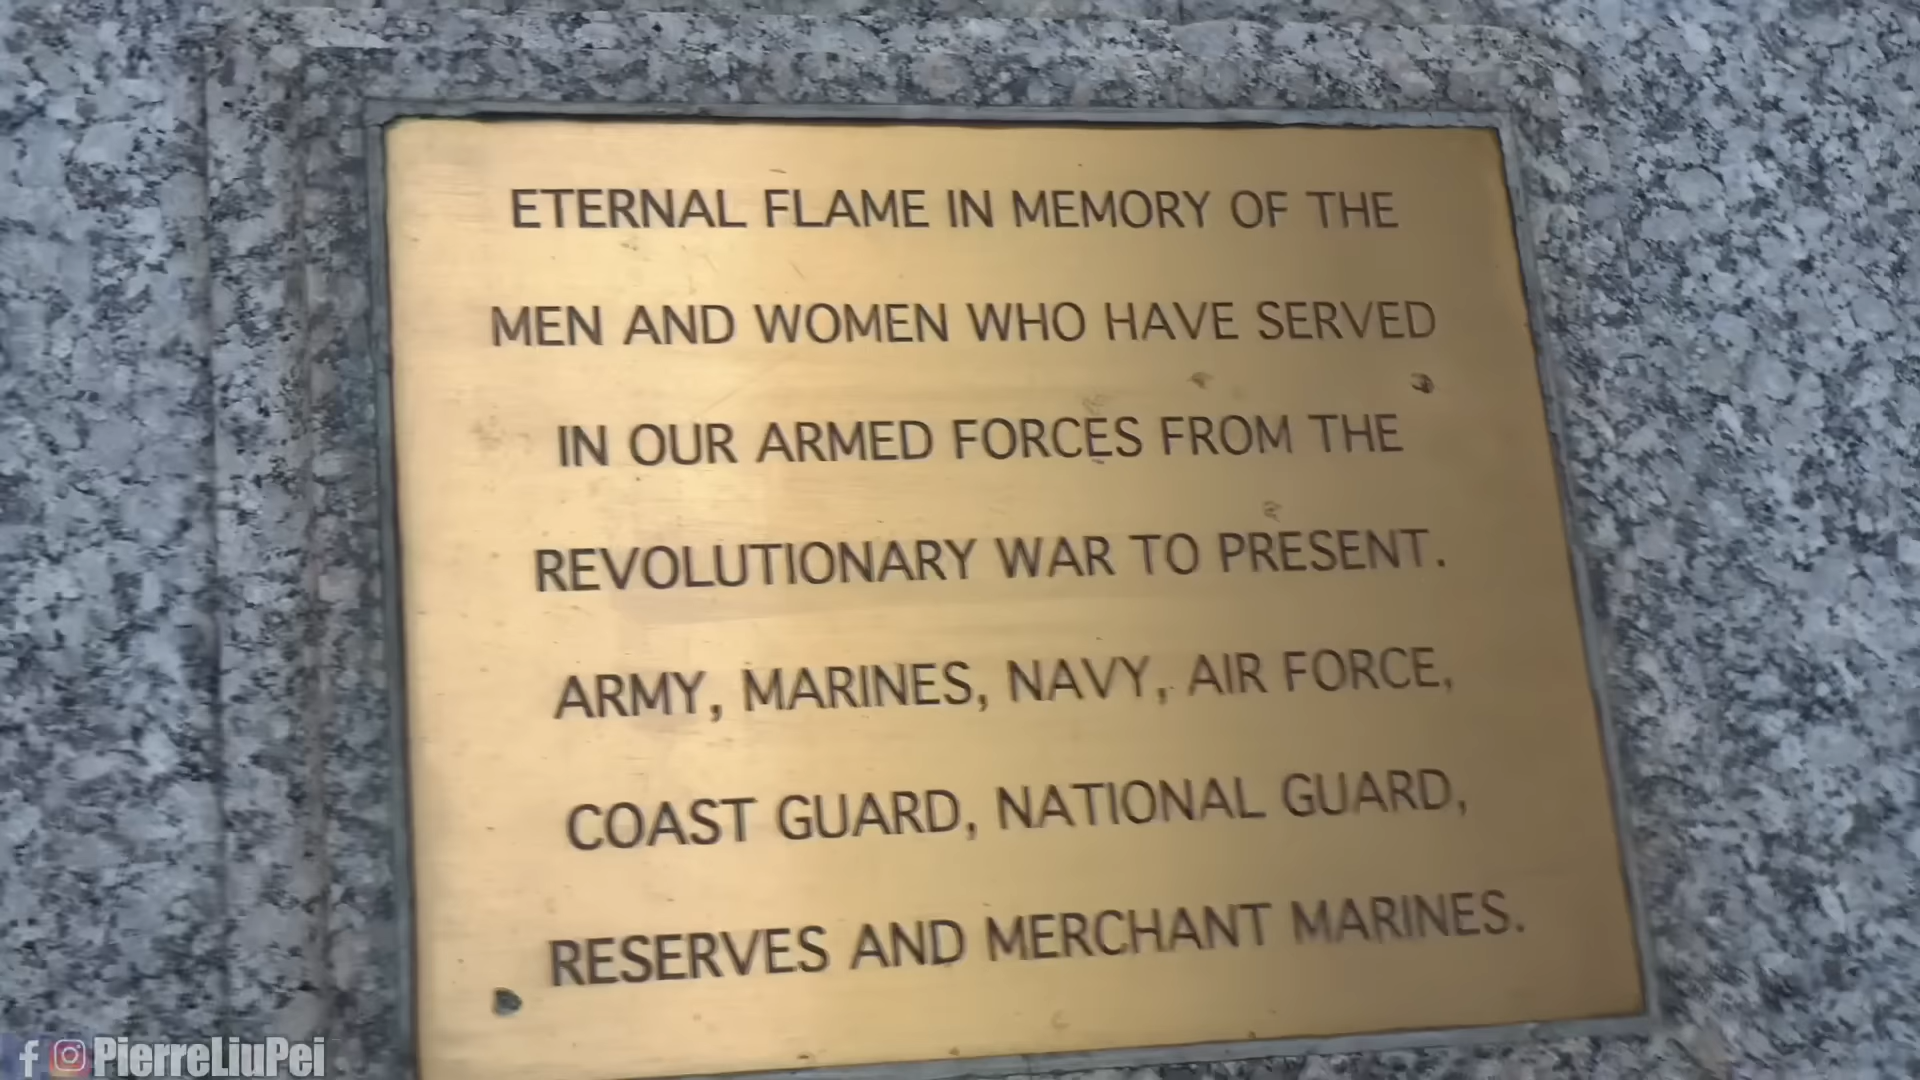 ETERNAL FLAME IN MEMORY OF THE
MEN AND WOMEN WHO HAVE SERVED
IN OUR ARMED FORCES FROM THE
REVOLUTIONARY WAR TO PRESENT.
ARMY, MARINES, NAVY, AIR FORCE,
COAST GUARD, NATIONAL GUARD,
RESERVES AND MERCHANT MARINES.
f PierreLiuPei